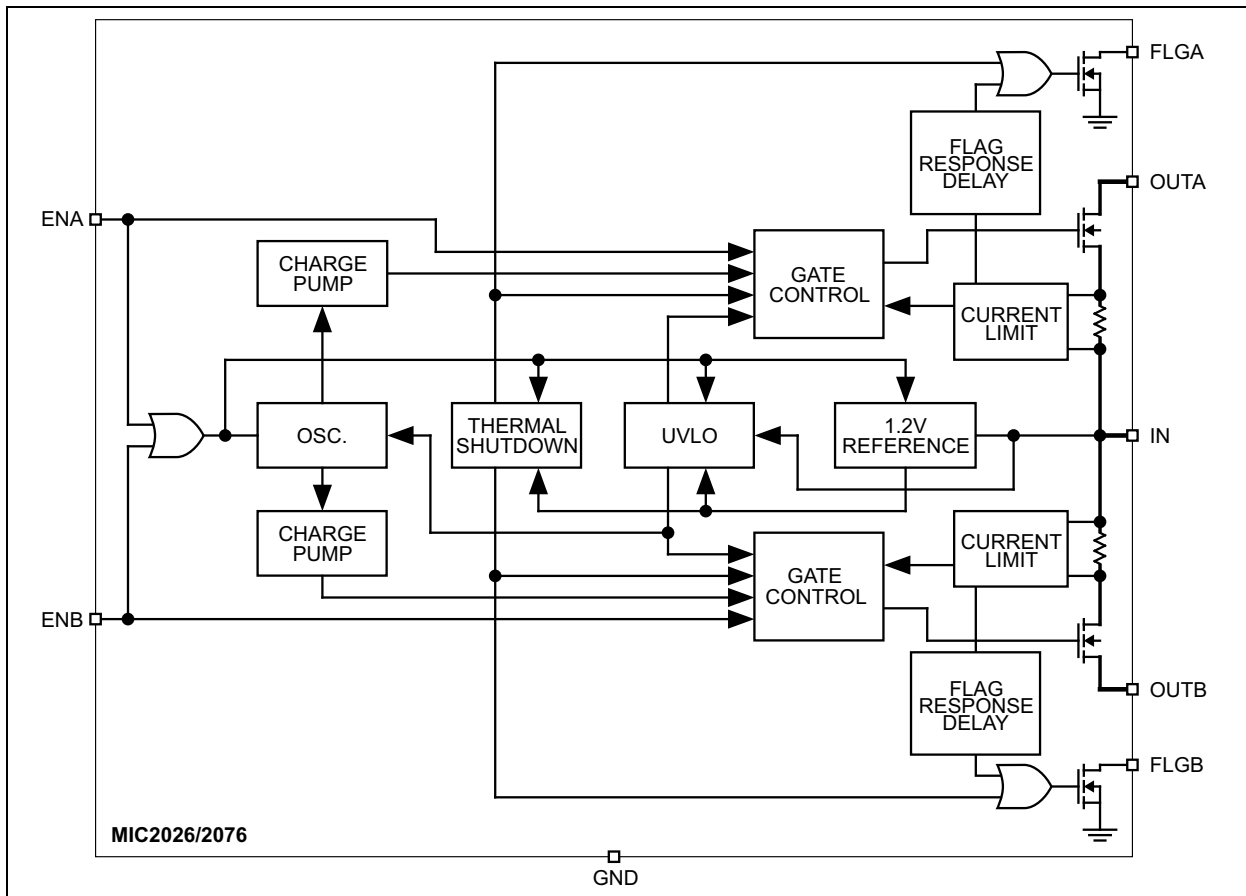 FLGA
FLAG
RESPONSE
DELAY
OUTA
ENA
CHARGE
PUMP
GATE
CONTROL
CURRENT
LIMIT
OSC.
THERMAL
SHUTDOWN
UVLO
1.2V
REFERENCE
IN
CHARGE
PUMP
GATE
CONTROL
CURRENT
LIMIT
ENB
FLAG
RESPONSE
DELAY
OUTB
FLGB
MIC2026/2076
GND